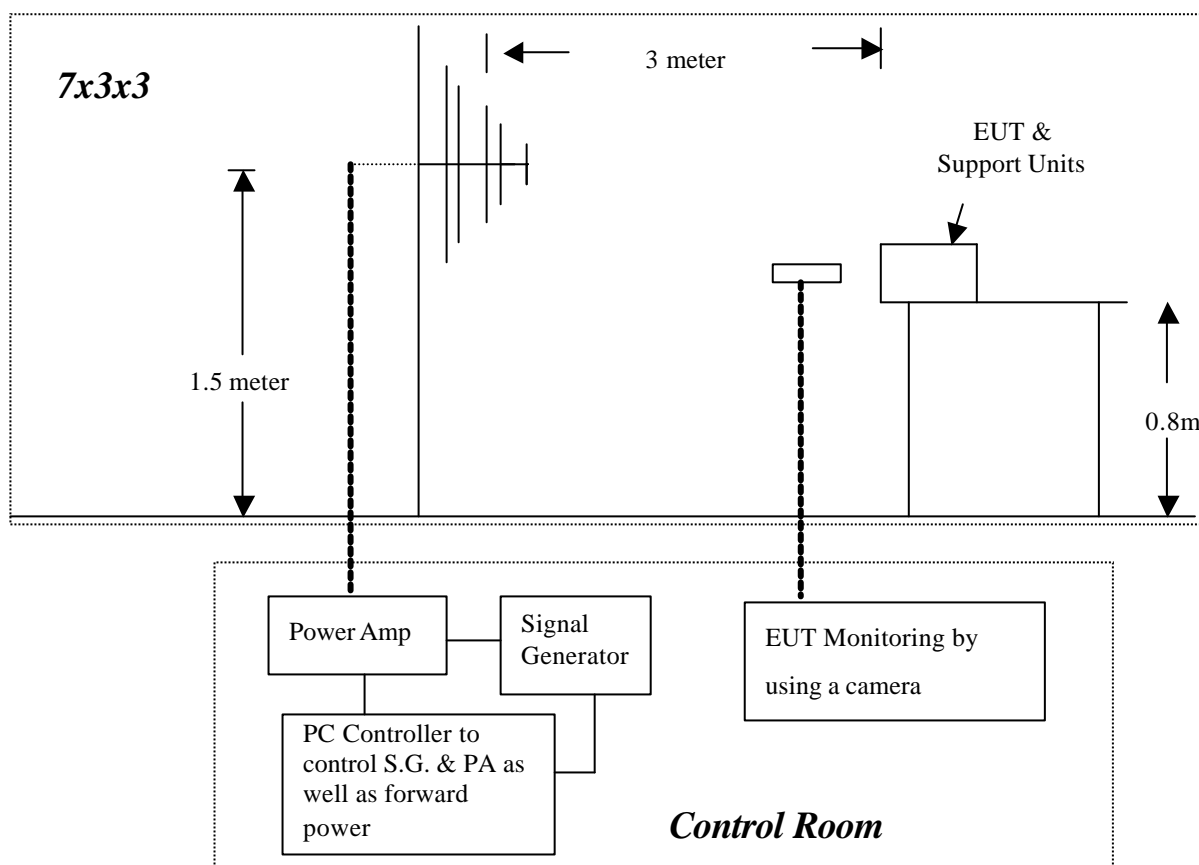 7x3x3
3 meter
EUT &
Support Units
1.5 meter
0.8m
Power Amp
Signal
Generator
EUT Monitoring by
using a camera
PC Controller to
control S.G. & PA as
well as forward
power
Control Room